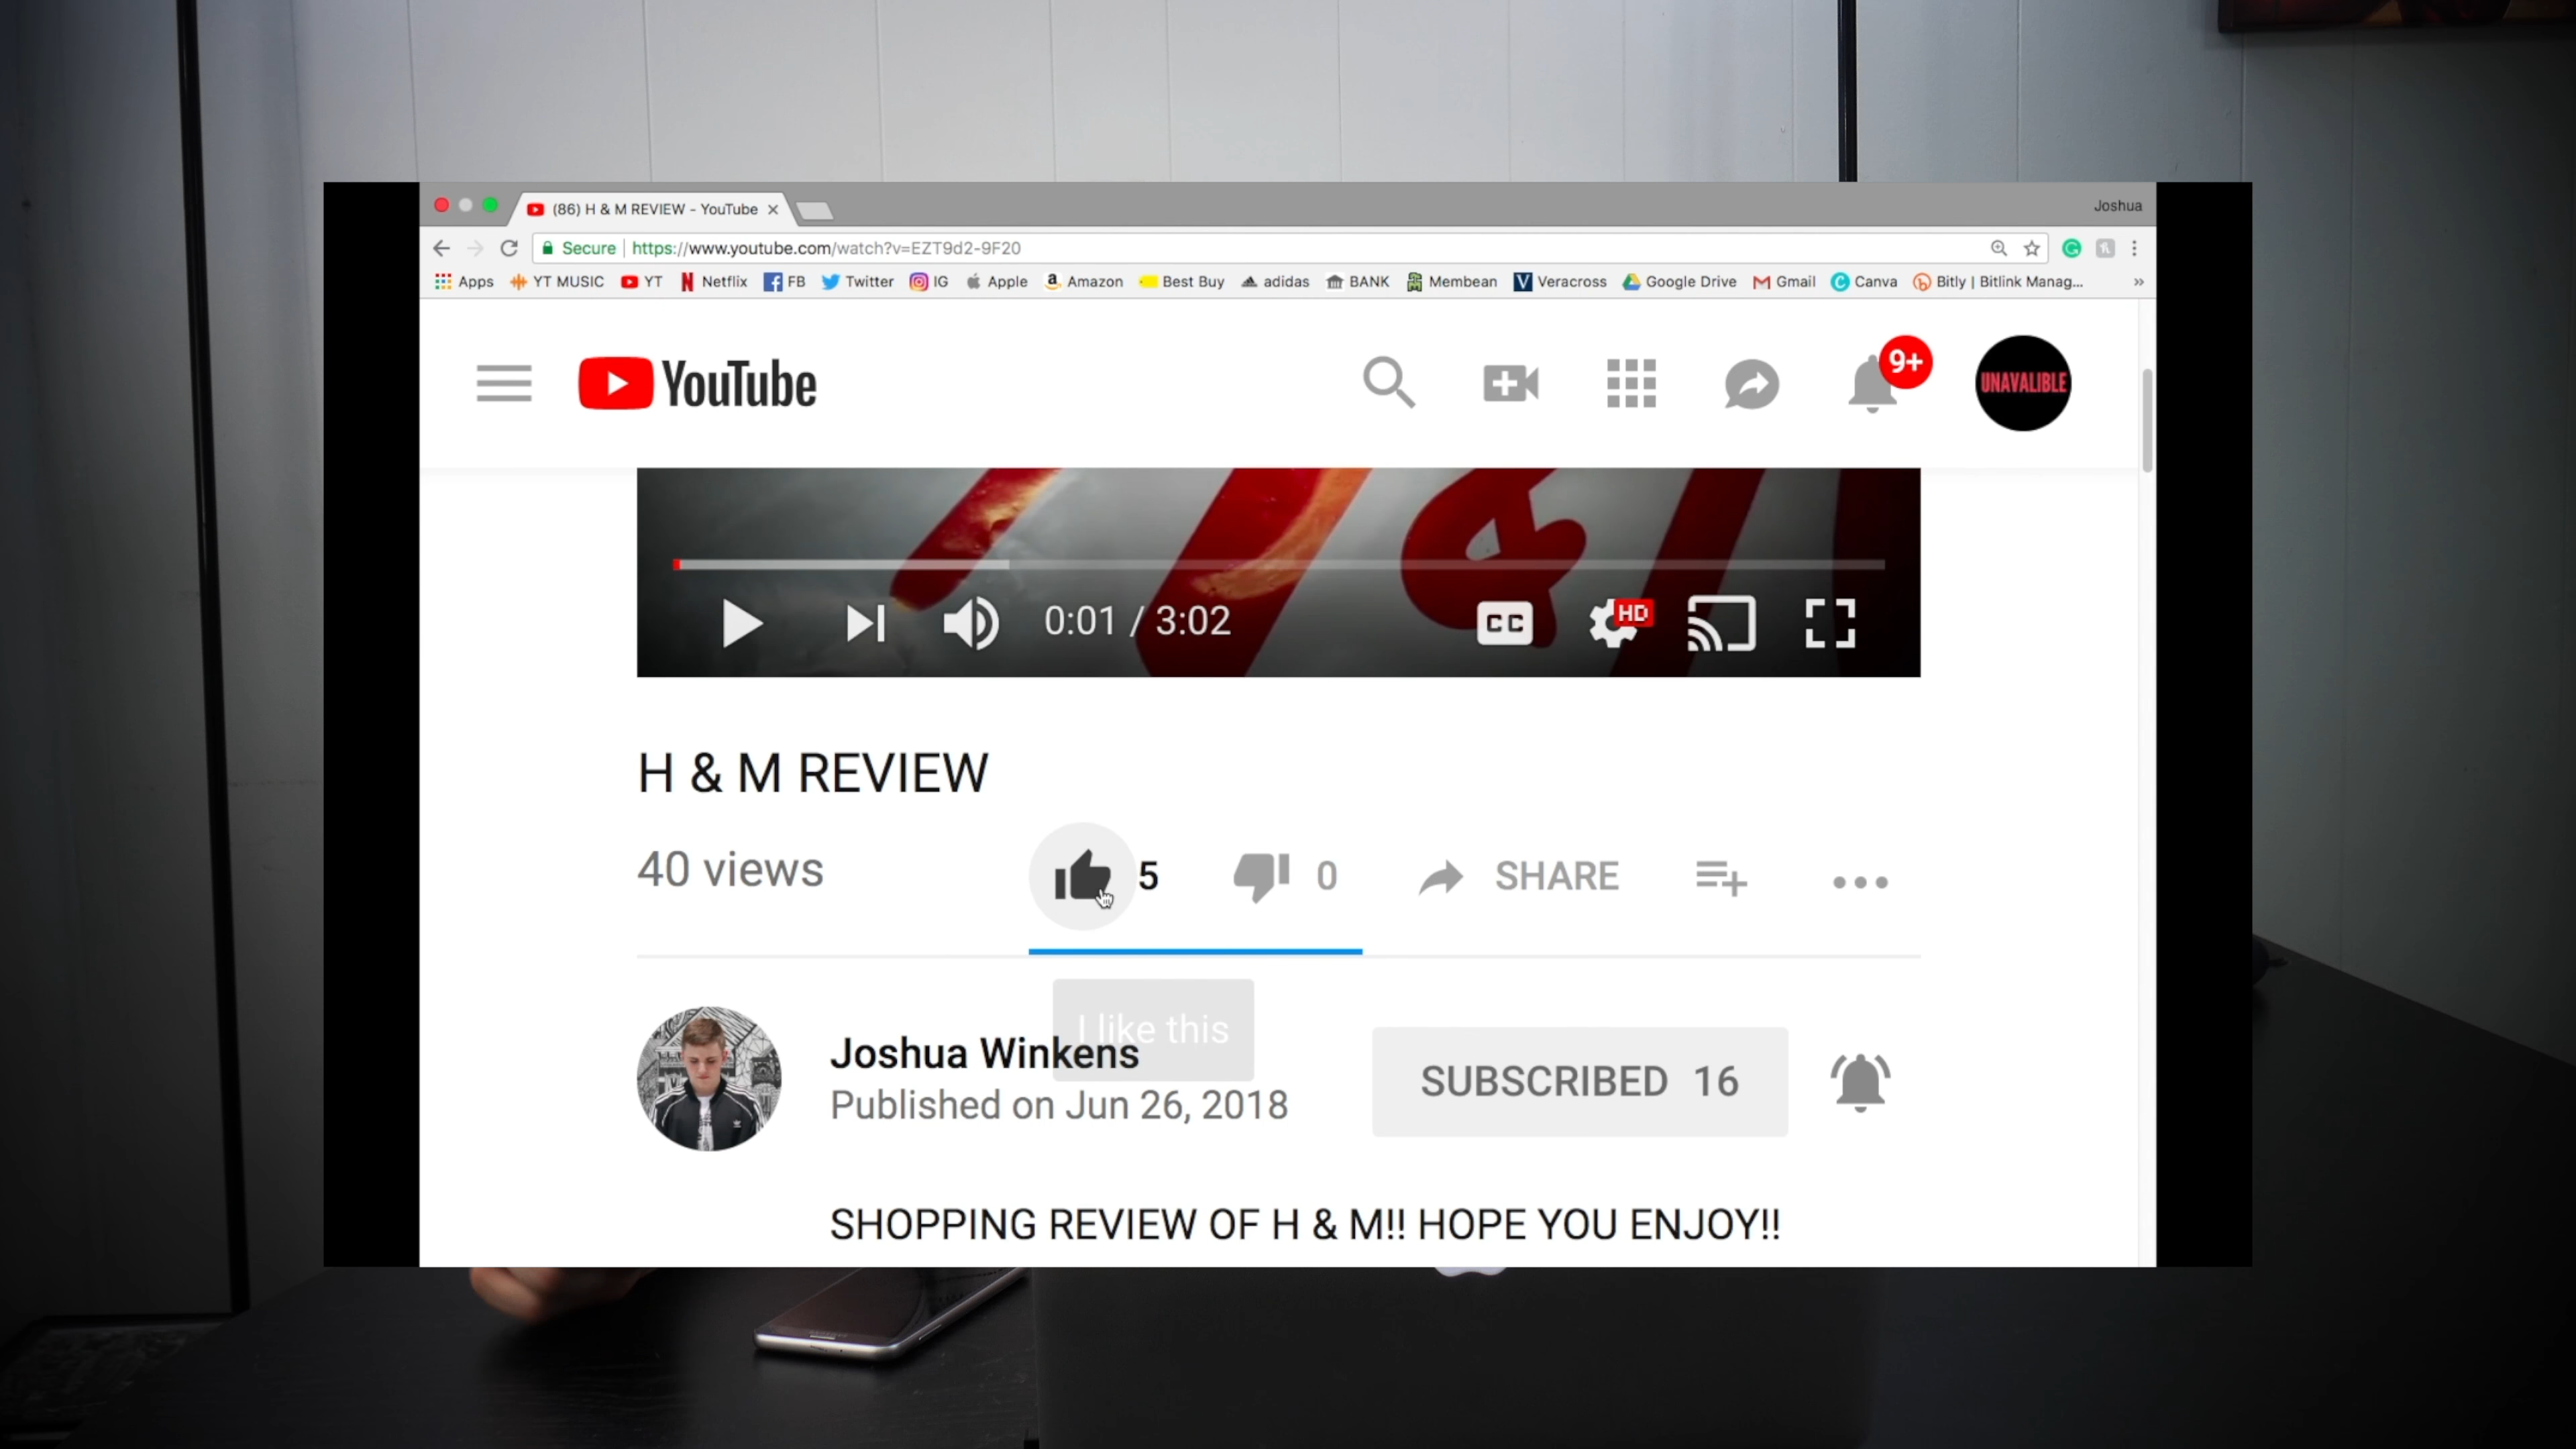 (86) H & M REVIEW - YouTube
Joshua
Secure https://www.youtube.com/watch?v=EZT9d2-9F20
Apps YT MUSIC YT Netflix FB Twitter IG Apple Amazon Best Buy adidas BANK Membean Veracross Google Drive Gmail Canva Bitly | Bitlink Manag... »
YouTube 9+ UNAVALIBLE
H&M
0:01 / 3:02 CC HD
H & M REVIEW
40 views 5 0 SHARE
I like this
Joshua Winkens
SUBSCRIBED 16
Published on Jun 26, 2018
SHOPPING REVIEW OF H & M!! HOPE YOU ENJOY!!